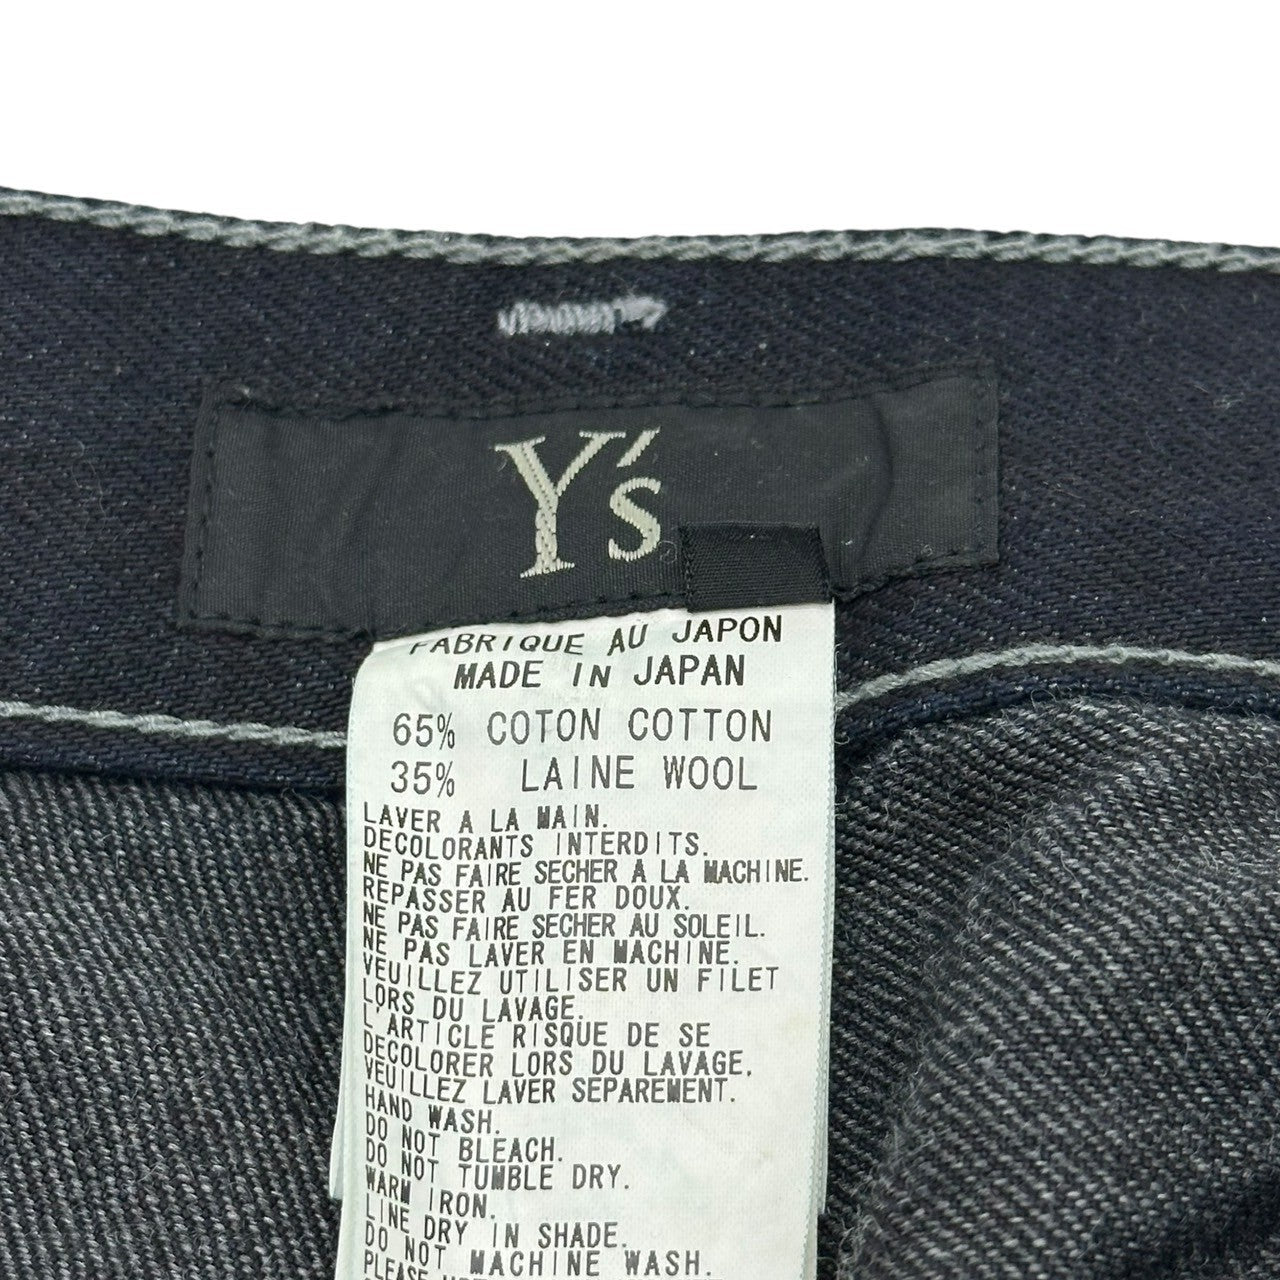 Y's
FABRIQUE AU JAPON
MADE IN JAPAN
65% COTON COTTON
35% LAINE WOOL
LAVER A LA MAIN.
DECOLORANTS INTERDITS.
NE PAS FAIRE SECHER A LA MACHINE.
REPASSER AU FER DOUX.
NE PAS FAIRE SECHER AU SOLEIL.
NE PAS LAVER EN MACHINE.
VEUILLEZ UTILISER UN FILET
LORS DU LAVAGE.
L'ARTICLE RISQUE DE SE
DECOLORER LORS DU LAVAGE,
VEUILLEZ LAVER SEPAREMENT.
HAND WASH.
DO NOT BLEACH.
DO NOT TUMBLE DRY.
WARM IRON.
LINE DRY IN SHADE.
DO NOT MACHINE WASH.
PLEASE